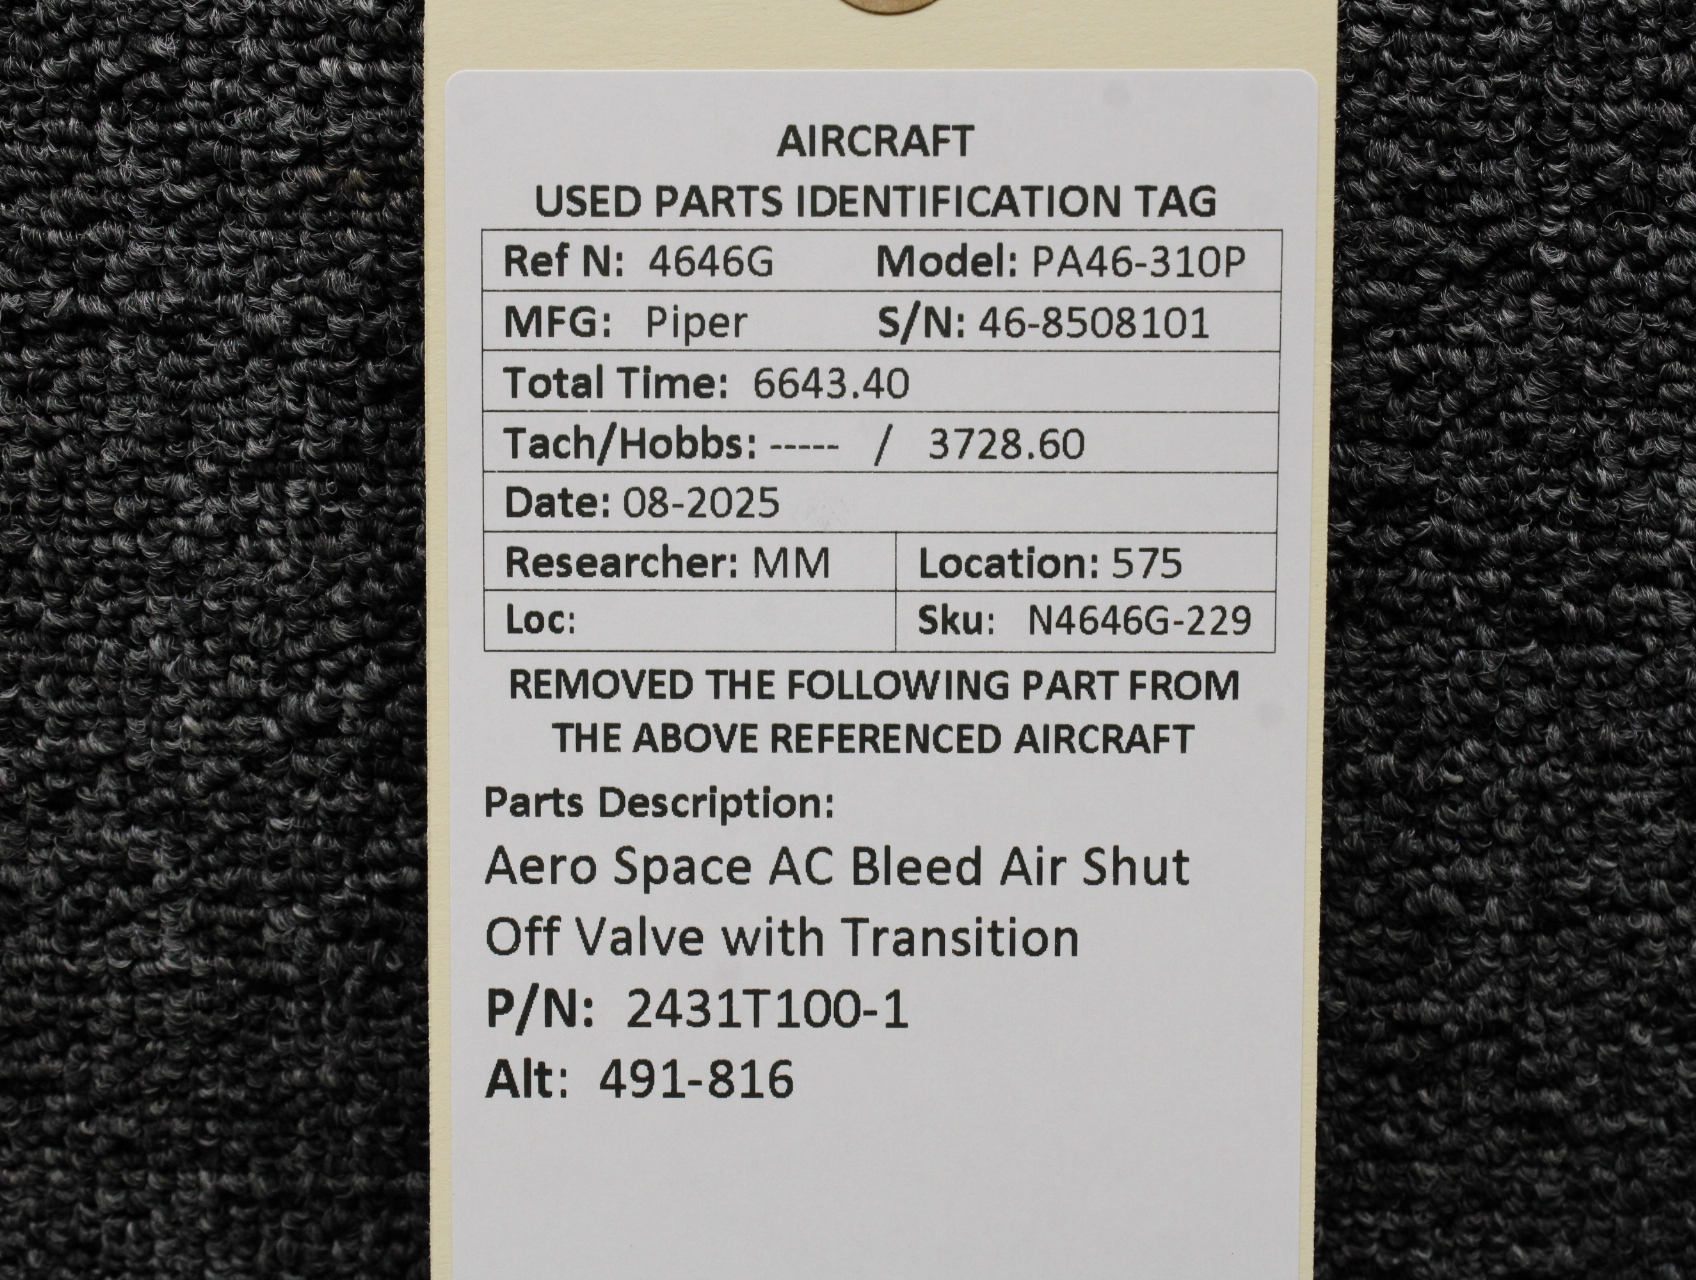 AIRCRAFT
USED PARTS IDENTIFICATION TAG
Ref N: 4646G Model: PA46-310P
MFG: Piper S/N: 46-8508101
Total Time: 6643.40
Tach/Hobbs: ----- / 3728.60
Date: 08-2025
Researcher: MM Location: 575
Loc: Sku: N4646G-229
REMOVED THE FOLLOWING PART FROM
THE ABOVE REFERENCED AIRCRAFT
Parts Description:
Aero Space AC Bleed Air Shut
Off Valve with Transition
P/N: 2431T100-1
Alt: 491-816